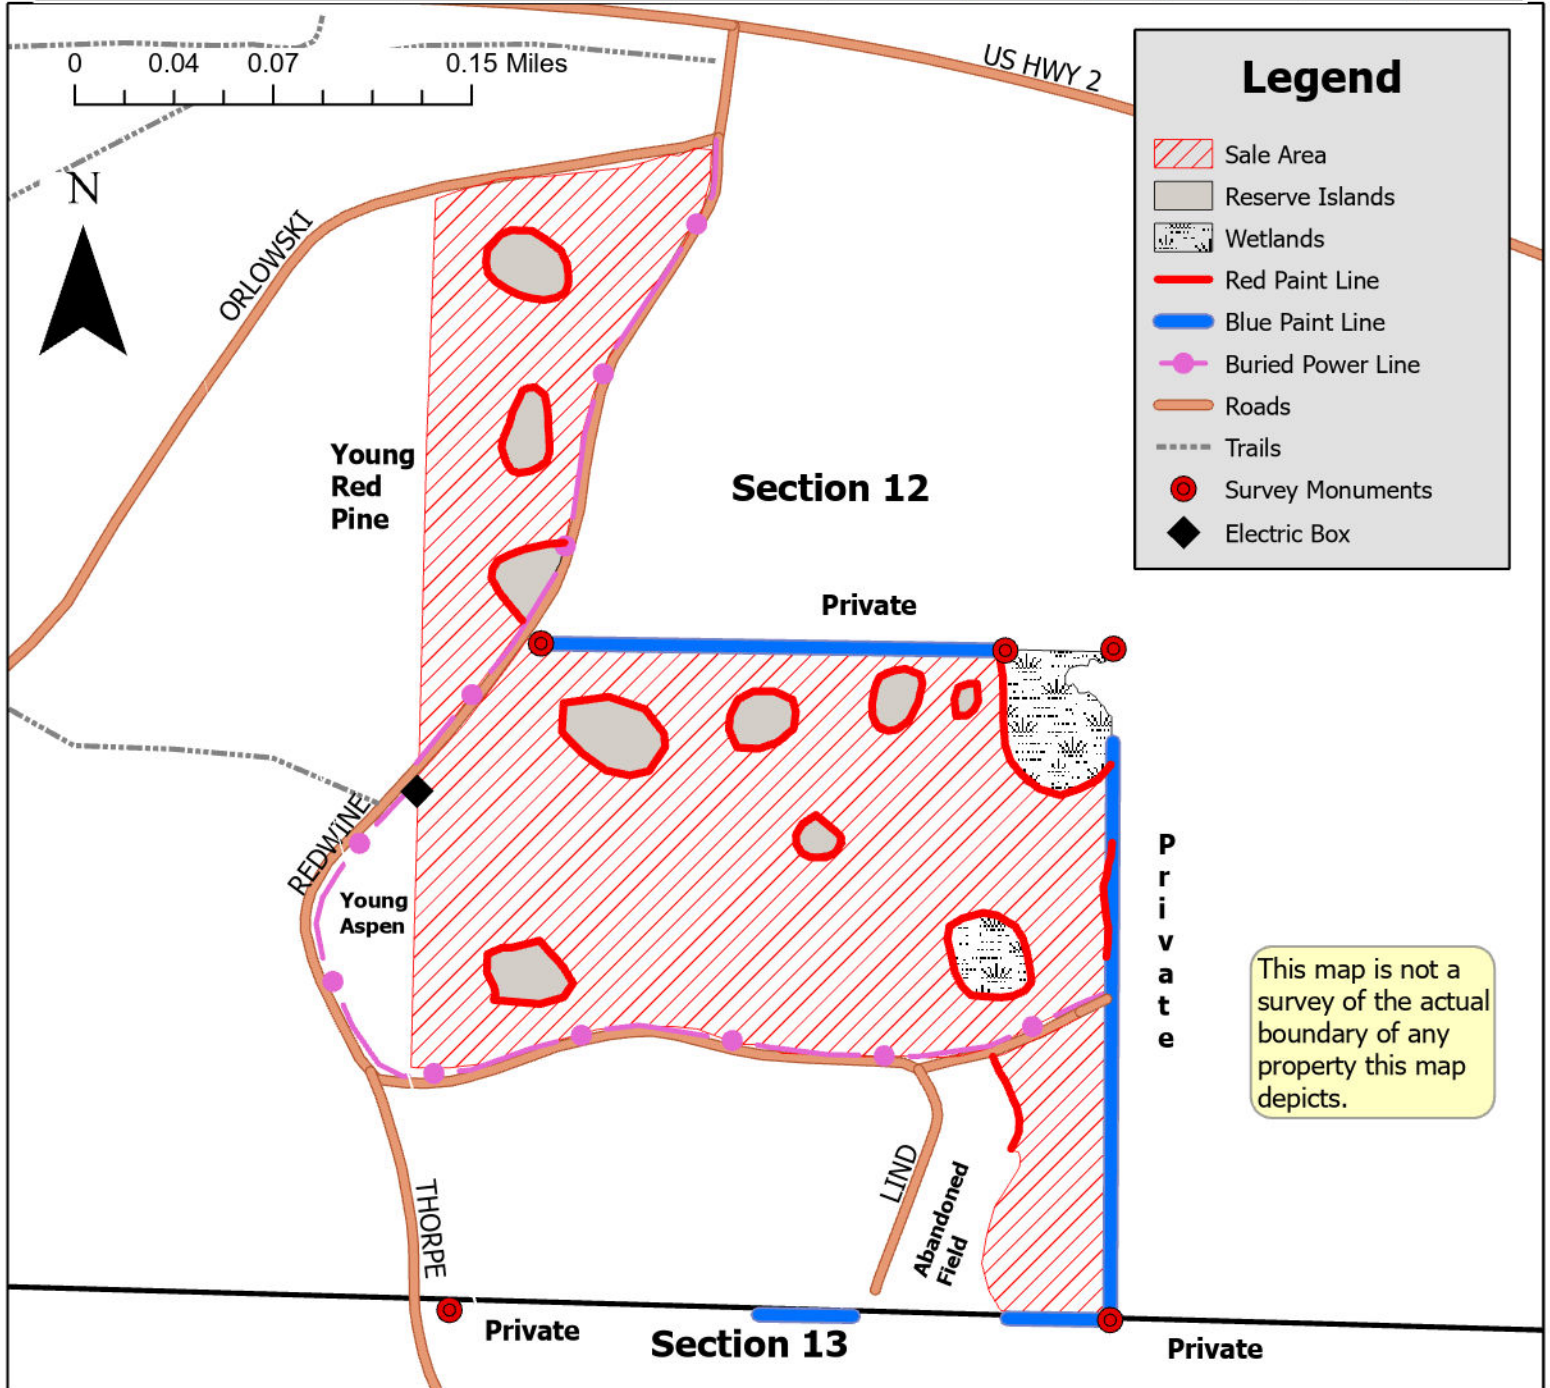 0 0.04 0.07 0.15 Miles
US HWY 2
N
ORLOWSKI
Legend
Sale Area
Reserve Islands
Wetlands
Red Paint Line
Blue Paint Line
Buried Power Line
Roads
Trails
Survey Monuments
Electric Box
Young
Red
Pine
Section 12
Private
REDWINE
Young
Aspen
Private
This map is not a
survey of the actual
boundary of any
property this map
depicts.
THORPE
LIND
Abandoned
Field
Private
Section 13
Private